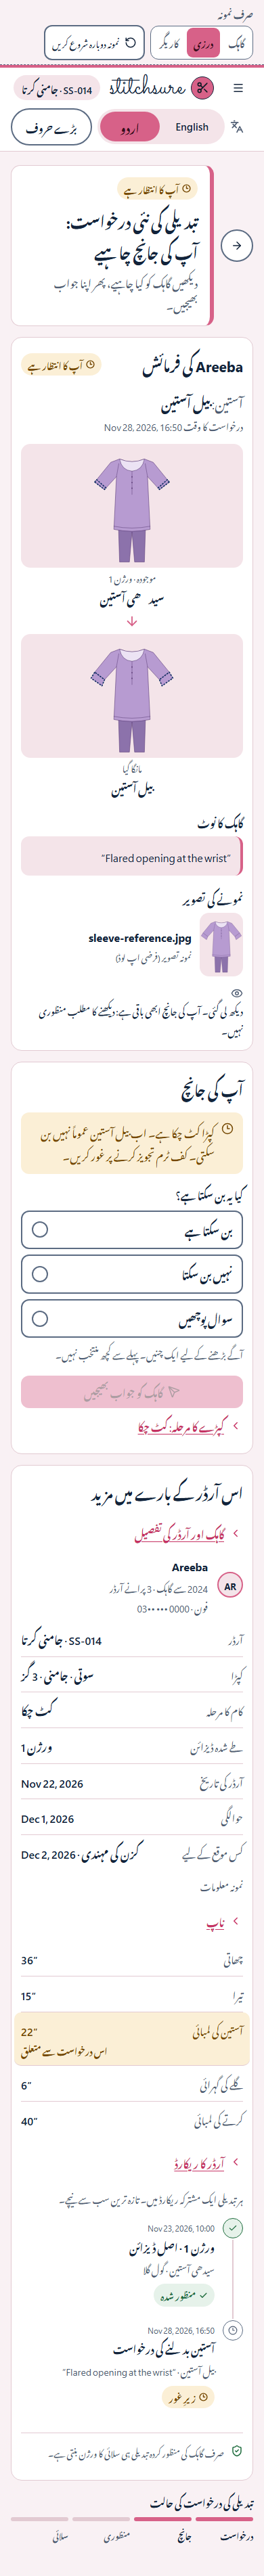 صرف نمونہ
گاہک
درزی
کاریگر
نمونہ دوبارہ شروع کریں
stitchsure
SS-014 · جامنی کرتا
English
اردو
بڑے حروف
آپ کا انتظار ہے
تبدیلی کی نئی درخواست:
آپ کی جانچ چاہیے
دیکھیں گاہک کو کیا چاہیے، پھر اپنا جواب
بھیجیں۔
Areeba کی فرمائش
آپ کا انتظار ہے
آستین: بیل آستین
درخواست کا وقت Nov 28, 2026, 16:50
موجودہ · ورژن 1
سیدھی آستین
مانگا گیا
بیل آستین
گاہک کا نوٹ
"Flared opening at the wrist"
نمونے کی تصویر
sleeve-reference.jpg
نمونہ تصویر (فرضی اپ لوڈ)
دیکھ لی گئی۔ آپ کی جانچ ابھی باقی ہے: دیکھنے کا مطلب منظوری
نہیں۔
آپ کی جانچ
کپڑا کٹ چکا ہے۔ اب بیل آستین عموماً نہیں بن
سکتی۔ کف ٹرم تجویز کرنے پر غور کریں۔
کیا یہ بن سکتا ہے؟
بن سکتا ہے
نہیں بن سکتا
سوال پوچھیں
آگے بڑھنے کے لیے ایک چنیں۔ پہلے سے کچھ منتخب نہیں۔
گاہک کو جواب بھیجیں
کپڑے کا مرحلہ: کٹ چکا
اس آرڈر کے بارے میں مزید
گاہک اور آرڈر کی تفصیل
AR
Areeba
2024 سے گاہک · 3 پرانے آرڈر
فون · 0000 •••• ••03
آرڈر
SS-014 · جامنی کرتا
کپڑا
سوتی · جامنی · 3 گز
کام کا مرحلہ
کٹ چکا
طے شدہ ڈیزائن
ورژن 1
آرڈر کی تاریخ
Nov 22, 2026
حوالگی
Dec 1, 2026
کس موقع کے لیے
کزن کی مہندی · Dec 2, 2026
نمونہ معلومات
ناپ
چھاتی
36″
تیرا
15″
آستین کی لمبائی
22″
اس درخواست سے متعلق
گلے کی گہرائی
6″
کرتے کی لمبائی
40″
آرڈر کا ریکارڈ
ہر تبدیلی ایک مشترکہ ریکارڈ میں۔ تازہ ترین سب سے نیچے۔
Nov 23, 2026, 10:00
ورژن 1 · اصل ڈیزائن
سیدھی آستین · گول گلا
منظور شدہ
Nov 28, 2026, 16:50
آستین بدلنے کی درخواست
بیل آستین · "Flared opening at the wrist"
زیرِ غور
صرف گاہک کی منظور کردہ تبدیلی ہی سلائی کا ورژن بنتی ہے۔
تبدیلی کی درخواست کی حالت
درخواست
جانچ
منظوری
سلائی